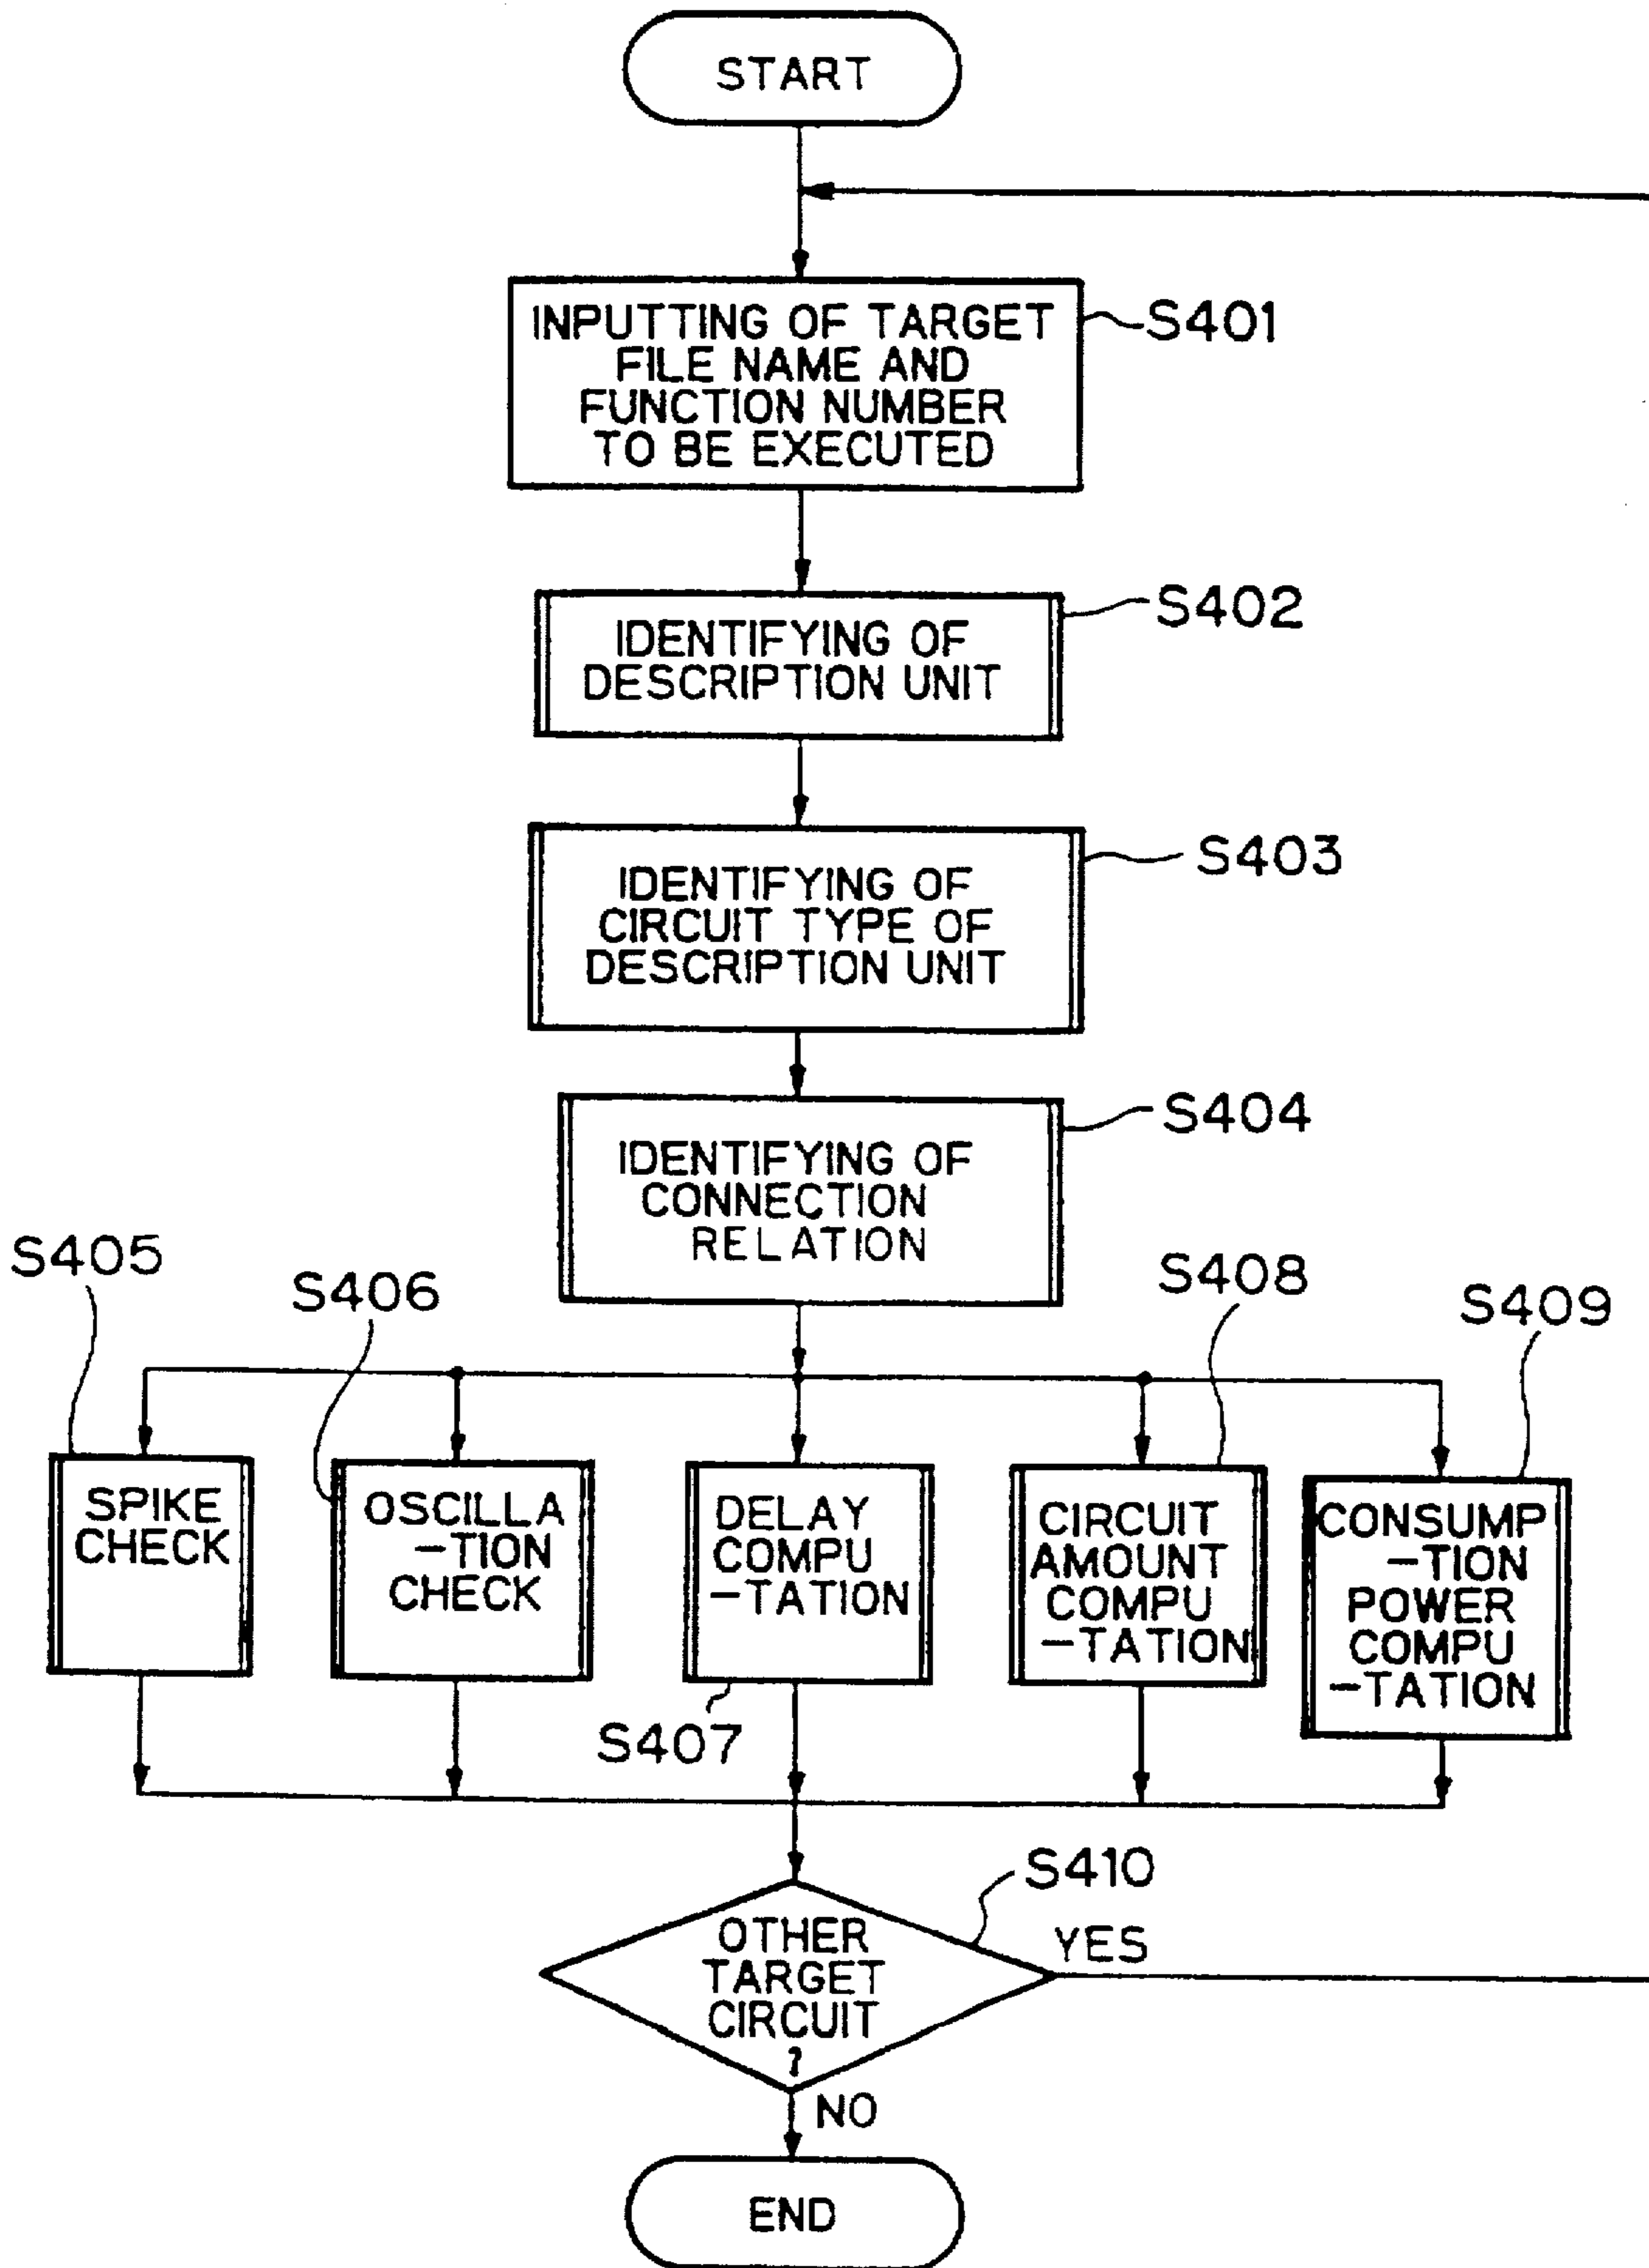 START
INPUTTING OF TARGET
FILE NAME AND
FUNCTION NUMBER
TO BE EXECUTED
S401
IDENTIFYING OF
DESCRIPTION UNIT
S402
IDENTIFYING OF
CIRCUIT TYPE OF
DESCRIPTION UNIT
S403
IDENTIFYING OF
CONNECTION
RELATION
S404
S405
SPIKE
CHECK
S406
OSCILLA
-TION
CHECK
DELAY
COMPU
-TATION
S407
S408
CIRCUIT
AMOUNT
COMPU
-TATION
S409
CONSUMP
-TION
POWER
COMPU
-TATION
S410
OTHER
TARGET
CIRCUIT
?
YES
NO
END